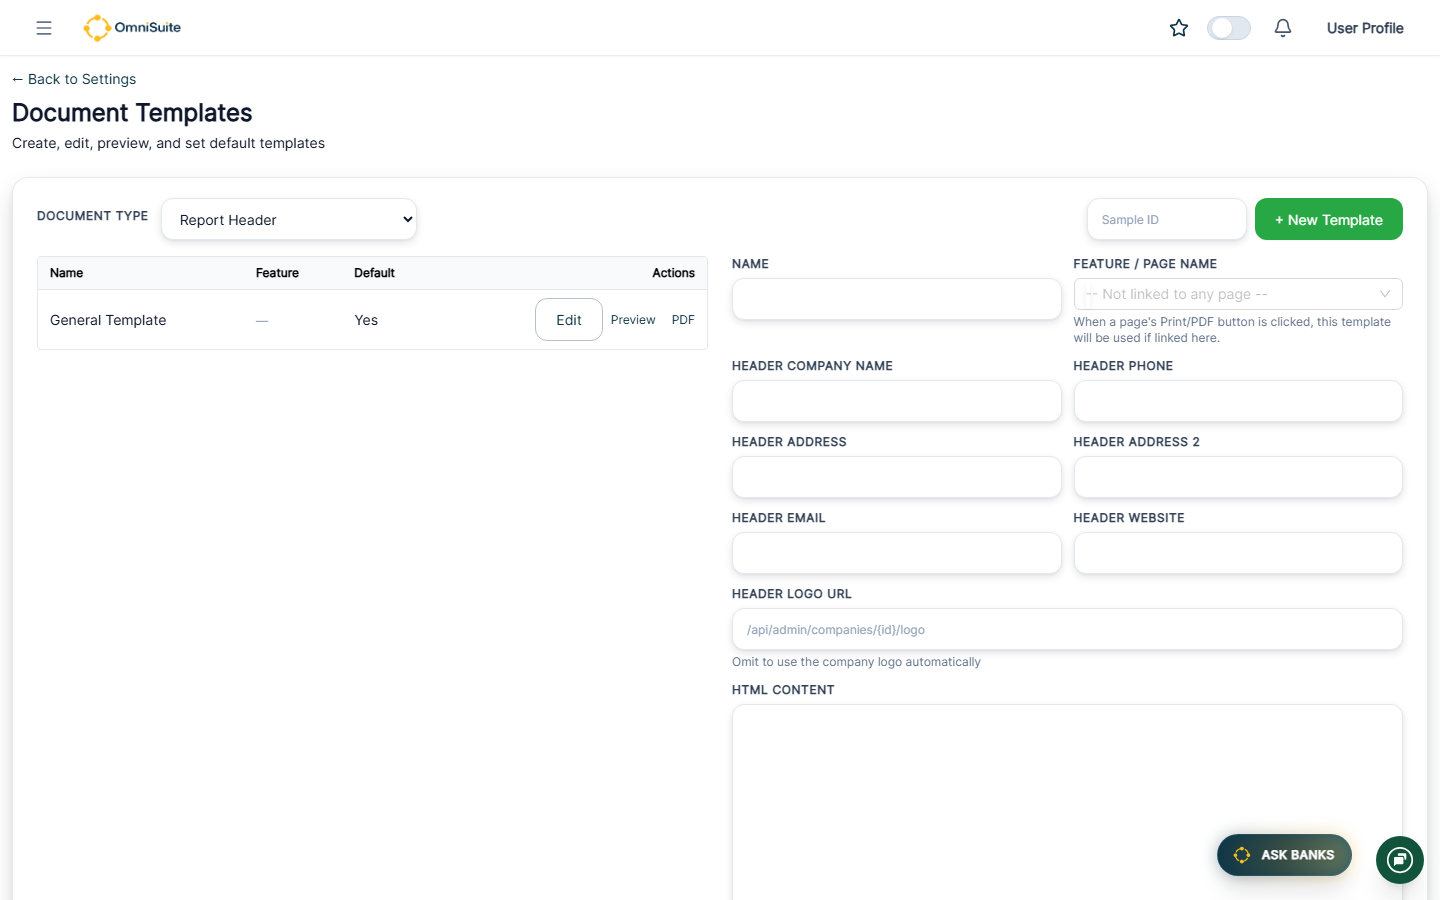 OmniSuite
User Profile
← Back to Settings
Document Templates
Create, edit, preview, and set default templates
DOCUMENT TYPE
Report Header
Sample ID
+ New Template
Name Feature Default Actions
General Template — Yes Edit Preview PDF
NAME
FEATURE / PAGE NAME
-- Not linked to any page --
When a page's Print/PDF button is clicked, this template
will be used if linked here.
HEADER COMPANY NAME
HEADER PHONE
HEADER ADDRESS
HEADER ADDRESS 2
HEADER EMAIL
HEADER WEBSITE
HEADER LOGO URL
/api/admin/companies/{id}/logo
Omit to use the company logo automatically
HTML CONTENT
ASK BANKS